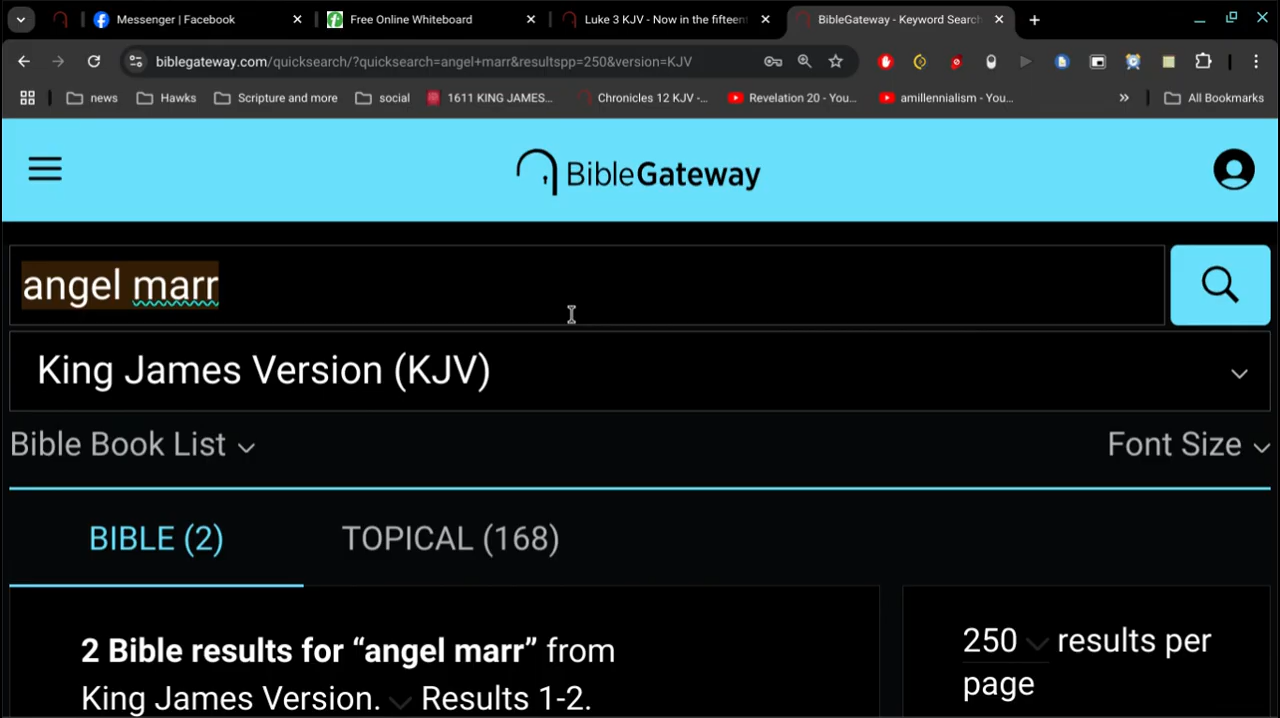 Messenger | Facebook
Free Online Whiteboard
Luke 3 KJV - Now in the fifteent
BibleGateway - Keyword Search
biblegateway.com/quicksearch/?quicksearch=angel+marr&resultspp=250&version=KJV
news
Hawks
Scripture and more
social
1611 KING JAMES...
Chronicles 12 KJV -...
Revelation 20 - You...
amillennialism - You...
»
All Bookmarks
BibleGateway
angel marr
King James Version (KJV)
Bible Book List
Font Size
BIBLE (2)
TOPICAL (168)
2 Bible results for “angel marr” from
King James Version. Results 1-2.
250 results per
page